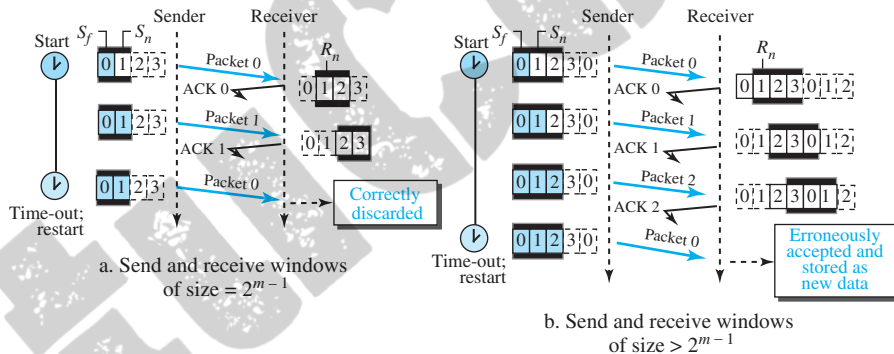 Sender Receiver
S_f S_n
Start
0 1 2 3
Packet 0
R_n
ACK 0
0 1 2 3
0 1 2 3
Packet 1
ACK 1
0 1 2 3
0 1 2 3
Packet 0
Time-out;
restart
Correctly
discarded
a. Send and receive windows
of size = 2^{m−1}
Sender Receiver
S_f S_n
Start
0 1 2 3 0
Packet 0
R_n
ACK 0
0 1 2 3 0 1 2
0 1 2 3 0
Packet 1
ACK 1
0 1 2 3 0 1 2
0 1 2 3 0
Packet 2
ACK 2
0 1 2 3 0 1 2
0 1 2 3 0
Packet 0
Time-out;
restart
Erroneously
accepted and
stored as
new data
b. Send and receive windows
of size > 2^{m−1}